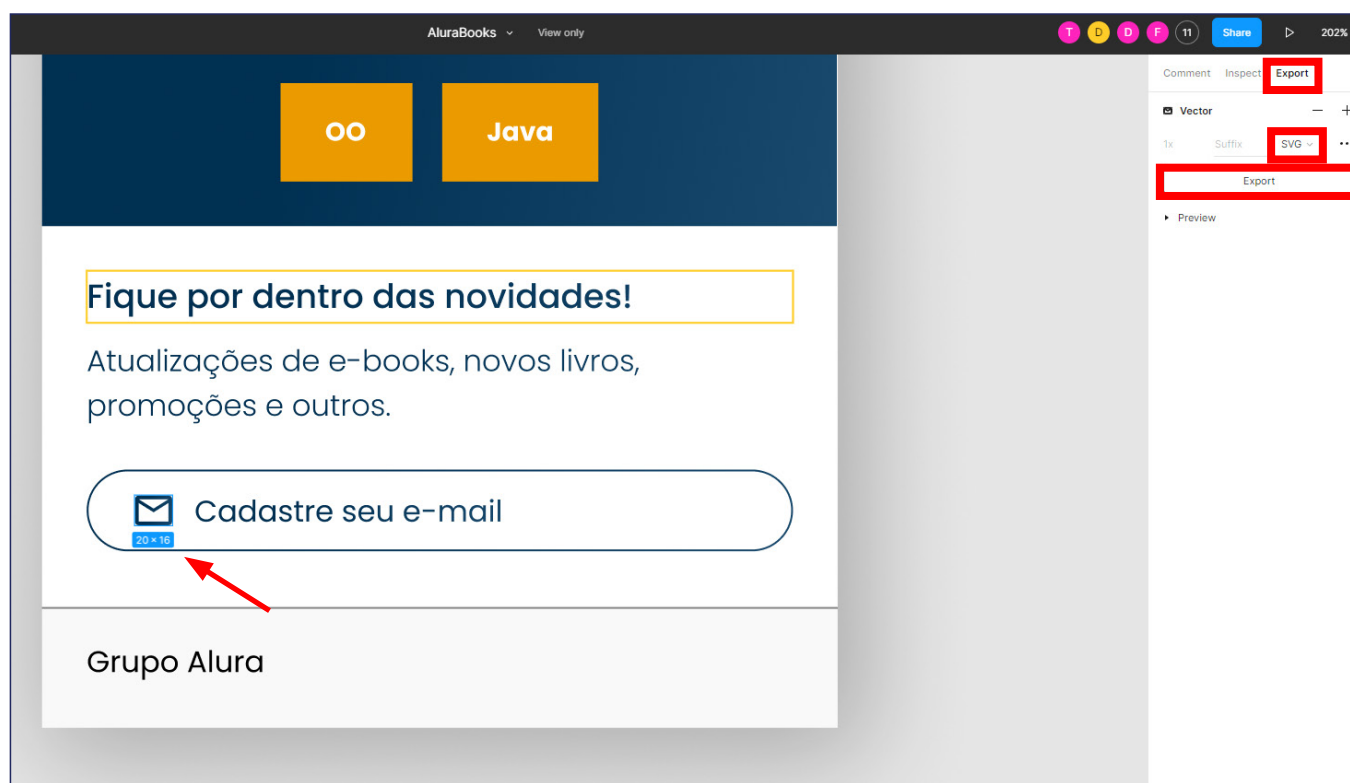 AluraBooks View only
T D D F 11 Share 202%
Comment Inspect Export
Vector
1x Suffix SVG
Export
Preview
OO Java
Fique por dentro das novidades!
Atualizações de e-books, novos livros,
promoções e outros.
Cadastre seu e-mail
20 × 16
Grupo Alura